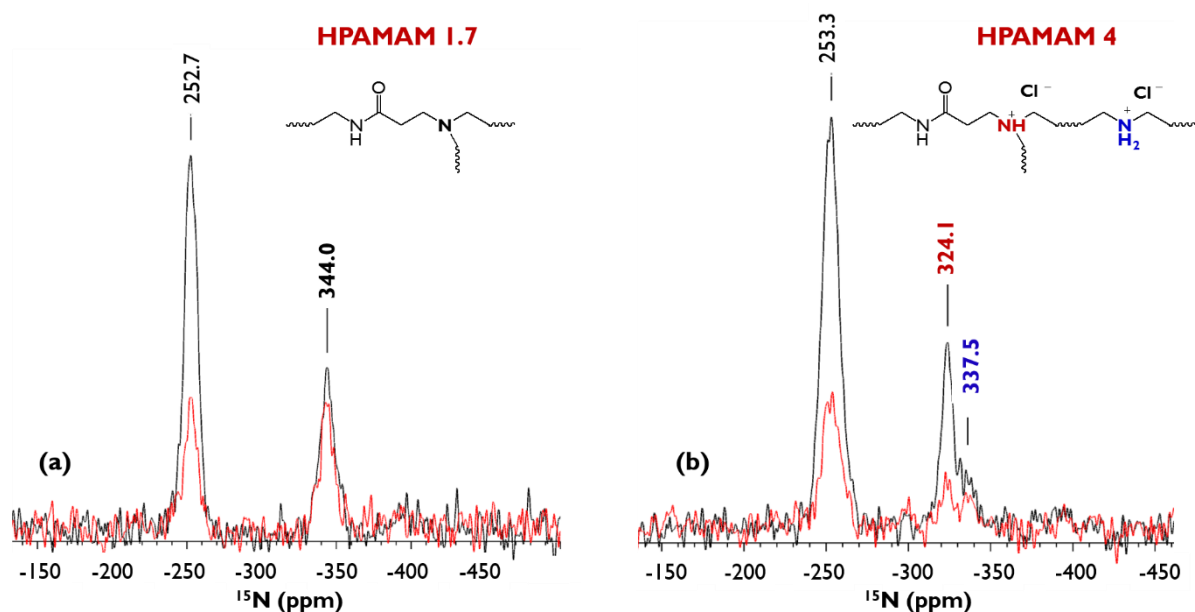 HPAMAM 1.7
252.7
O
N
H
N
344.0
(a)
-150 -200 -250 -300 -350 -400 -450
¹⁵N (ppm)
HPAMAM 4
253.3
Cl⁻ Cl⁻
O
N
H
NH⁺
N⁺
H₂
324.1
337.5
(b)
-150 -200 -250 -300 -350 -400 -450
¹⁵N (ppm)